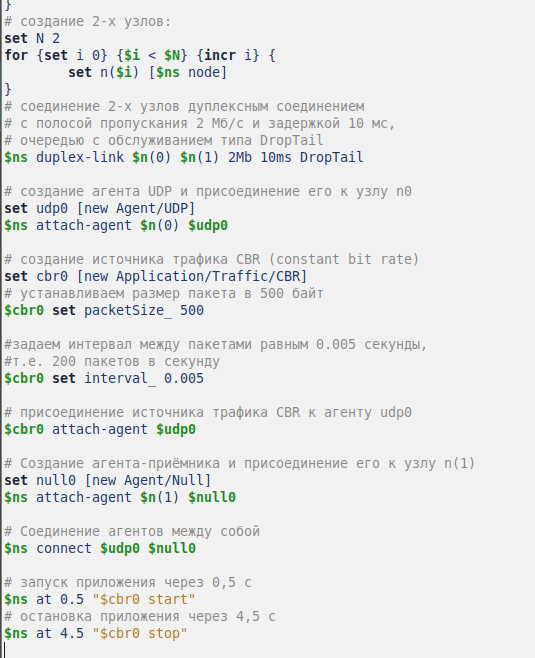 }
# создание 2-х узлов:
set N 2
for {set i 0} {$i < $N} {incr i} {
        set n($i) [$ns node]
}
# соединение 2-х узлов дуплексным соединением
# с полосой пропускания 2 Мб/с и задержкой 10 мс,
# очередью с обслуживанием типа DropTail
$ns duplex-link $n(0) $n(1) 2Mb 10ms DropTail

# создание агента UDP и присоединение его к узлу n0
set udp0 [new Agent/UDP]
$ns attach-agent $n(0) $udp0

# создание источника трафика CBR (constant bit rate)
set cbr0 [new Application/Traffic/CBR]
# устанавливаем размер пакета в 500 байт
$cbr0 set packetSize_ 500

#задаем интервал между пакетами равным 0.005 секунды,
#т.е. 200 пакетов в секунду
$cbr0 set interval_ 0.005

# присоединение источника трафика CBR к агенту udp0
$cbr0 attach-agent $udp0

# Создание агента-приёмника и присоединение его к узлу n(1)
set null0 [new Agent/Null]
$ns attach-agent $n(1) $null0

# Соединение агентов между собой
$ns connect $udp0 $null0

# запуск приложения через 0,5 с
$ns at 0.5 "$cbr0 start"
# остановка приложения через 4,5 с
$ns at 4.5 "$cbr0 stop"